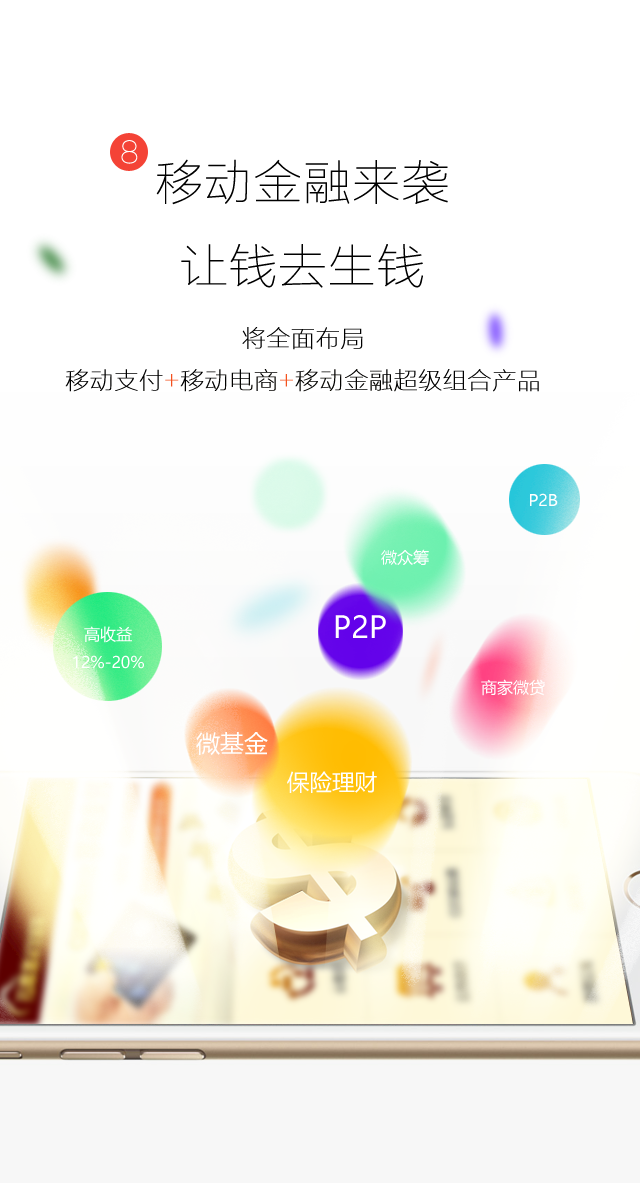 8
移动金融来袭
让钱去生钱
将全面布局
移动支付+移动电商+移动金融超级组合产品
P2B
微众筹
P2P
高收益
12%-20%
商家微贷
微基金
保险理财